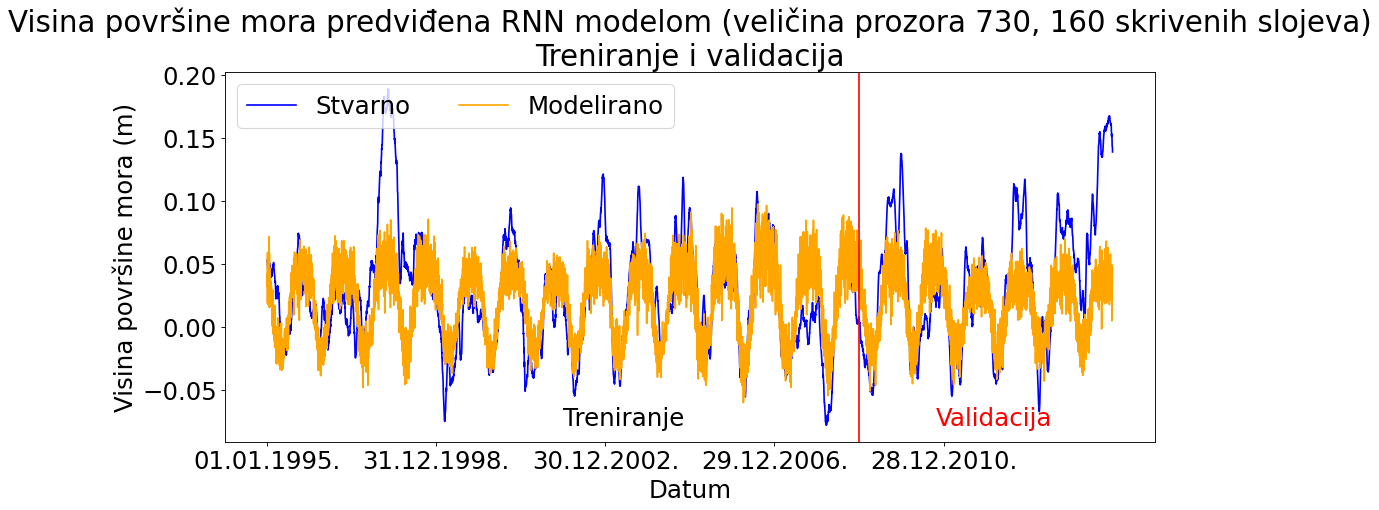 Visina površine mora predviđena RNN modelom (veličina prozora 730, 160 skrivenih slojeva)
Treniranje i validacija
Stvarno
Modelirano
Visina površine mora (m)
0.20
0.15
0.10
0.05
0.00
−0.05
Treniranje
Validacija
01.01.1995.
31.12.1998.
30.12.2002.
29.12.2006.
28.12.2010.
Datum